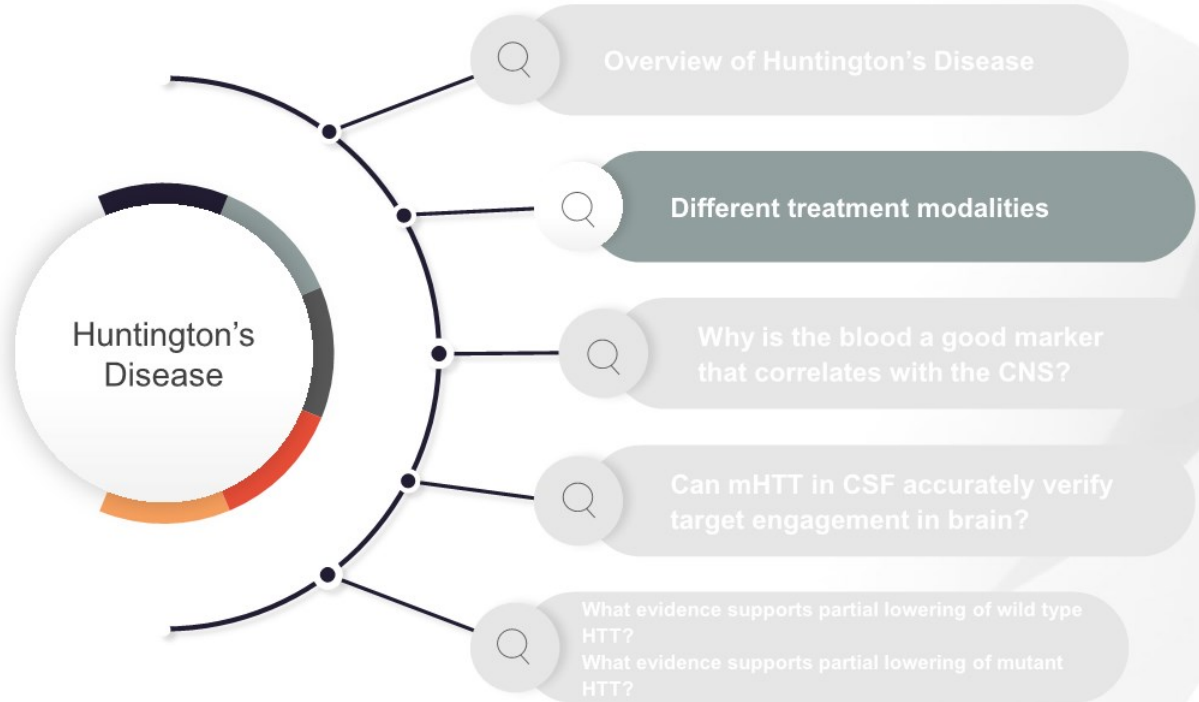 Overview of Huntington’s Disease
Different treatment modalities
Huntington’s
Disease
Why is the blood a good marker
that correlates with the CNS?
Can mHTT in CSF accurately verify
target engagement in brain?
What evidence supports partial lowering of wild type
HTT?
What evidence supports partial lowering of mutant
HTT?